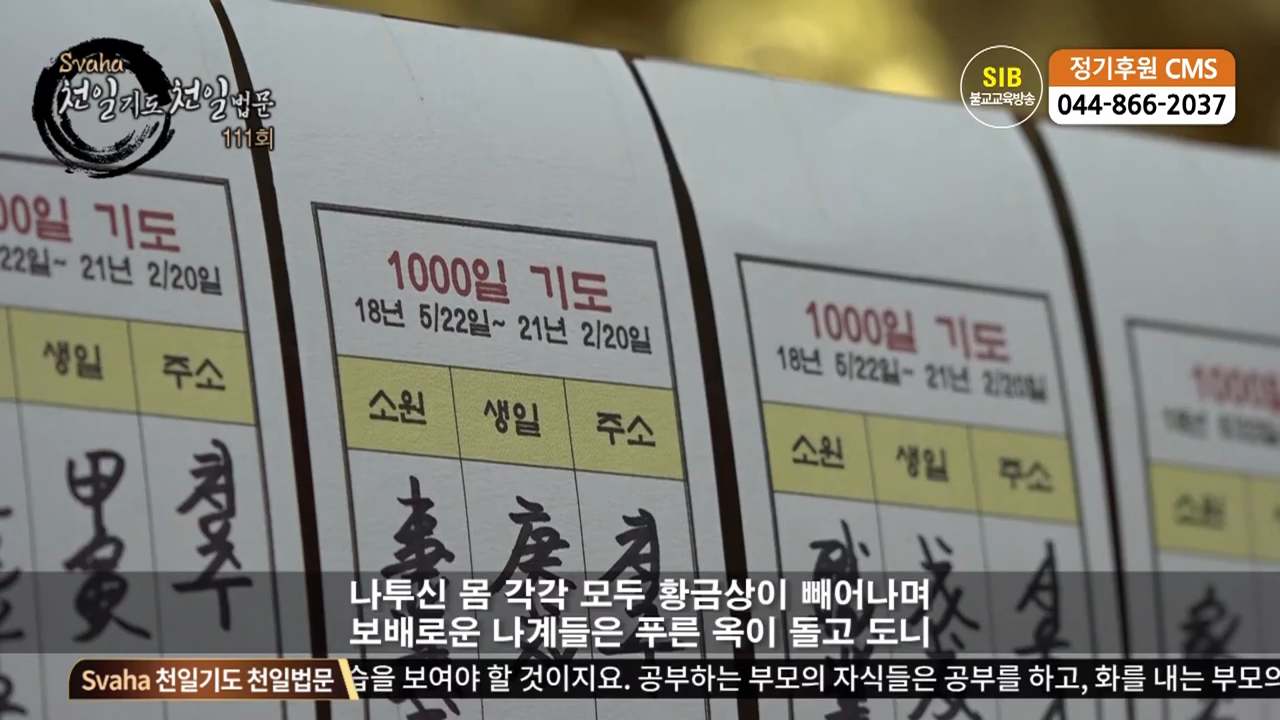 Svaha
천일기도 천일법문
111회
SIB
불교교육방송
정기후원 CMS
044-866-2037
00일 기도
22일~ 21년 2/20일
생일 주소
甲寅
청주
1000일 기도
18년 5/22일~ 21년 2/20일
소원 생일 주소
庚
1000일 기도
18년 5/22일~ 21년 2/20일
소원 생일 주소
戊
소원
나투신 몸 각각 모두 황금상이 빼어나며
보배로운 나계들은 푸른 옥이 돌고 도니
Svaha 천일기도 천일법문
습을 보여야 할 것이지요. 공부하는 부모의 자식들은 공부를 하고, 화를 내는 부모의